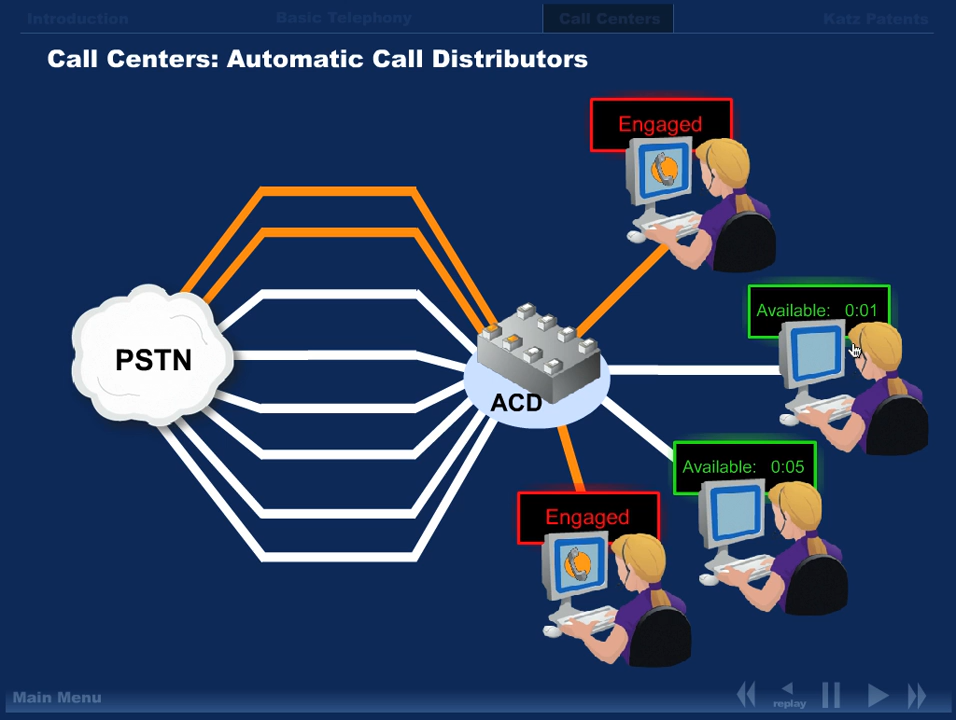 Introduction
Basic Telephony
Call Centers
Katz Patents
Call Centers: Automatic Call Distributors
Engaged
Available: 0:01
PSTN
ACD
Available: 0:05
Engaged
Main Menu
replay